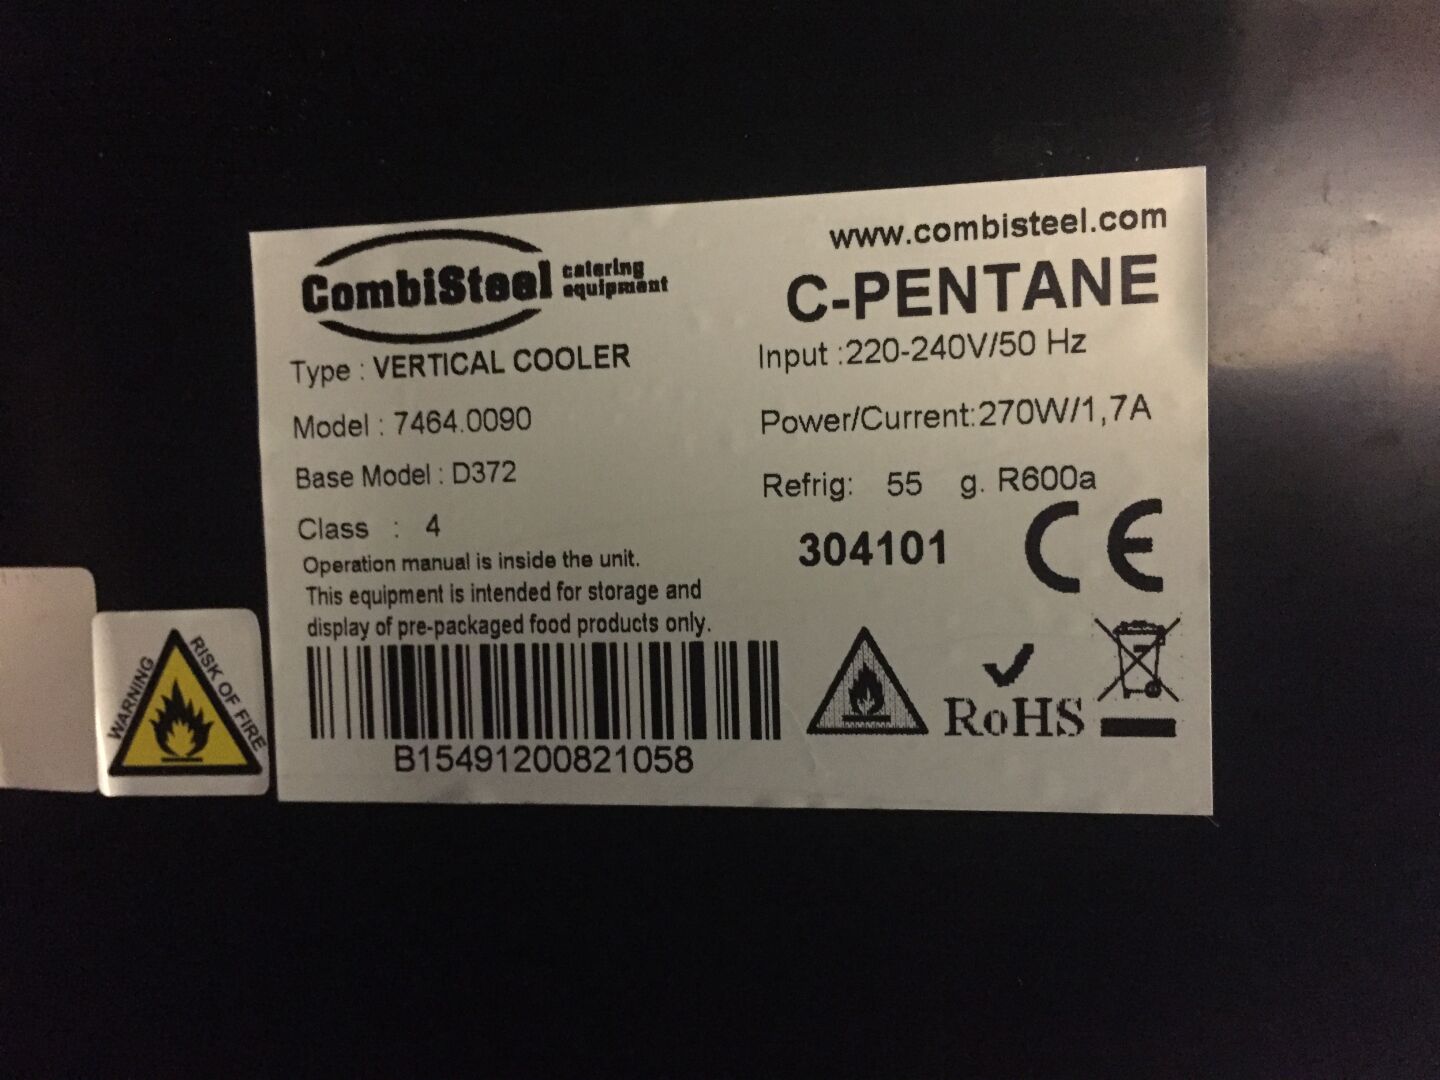 CombiSteel catering equipment
www.combisteel.com
C-PENTANE
Type : VERTICAL COOLER
Input :220-240V/50 Hz
Model : 7464.0090
Power/Current:270W/1,7A
Base Model : D372
Refrig: 55 g. R600a
Class : 4
304101
CE
Operation manual is inside the unit.
This equipment is intended for storage and
display of pre-packaged food products only.
B15491200821058
RoHS
WARNING
RISK OF FIRE